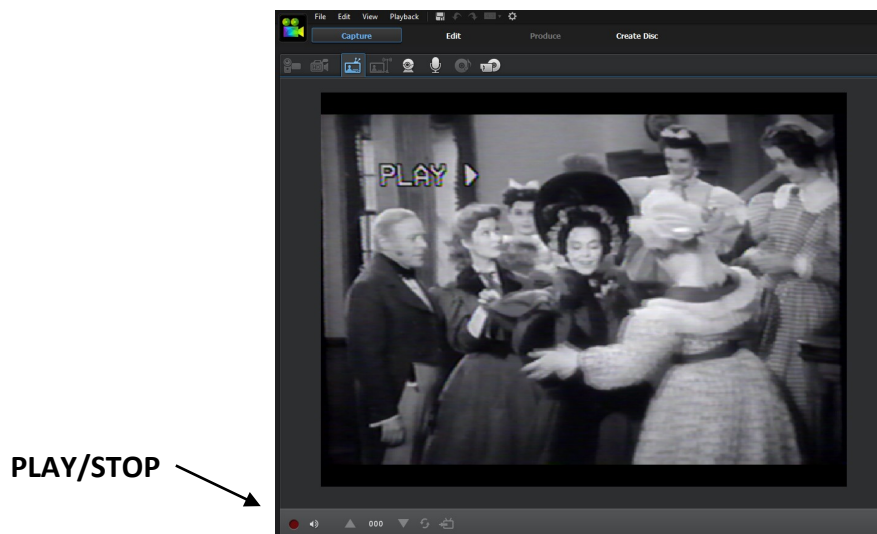 File Edit View Playback
Capture Edit Produce Create Disc
PLAY
PLAY/STOP
000